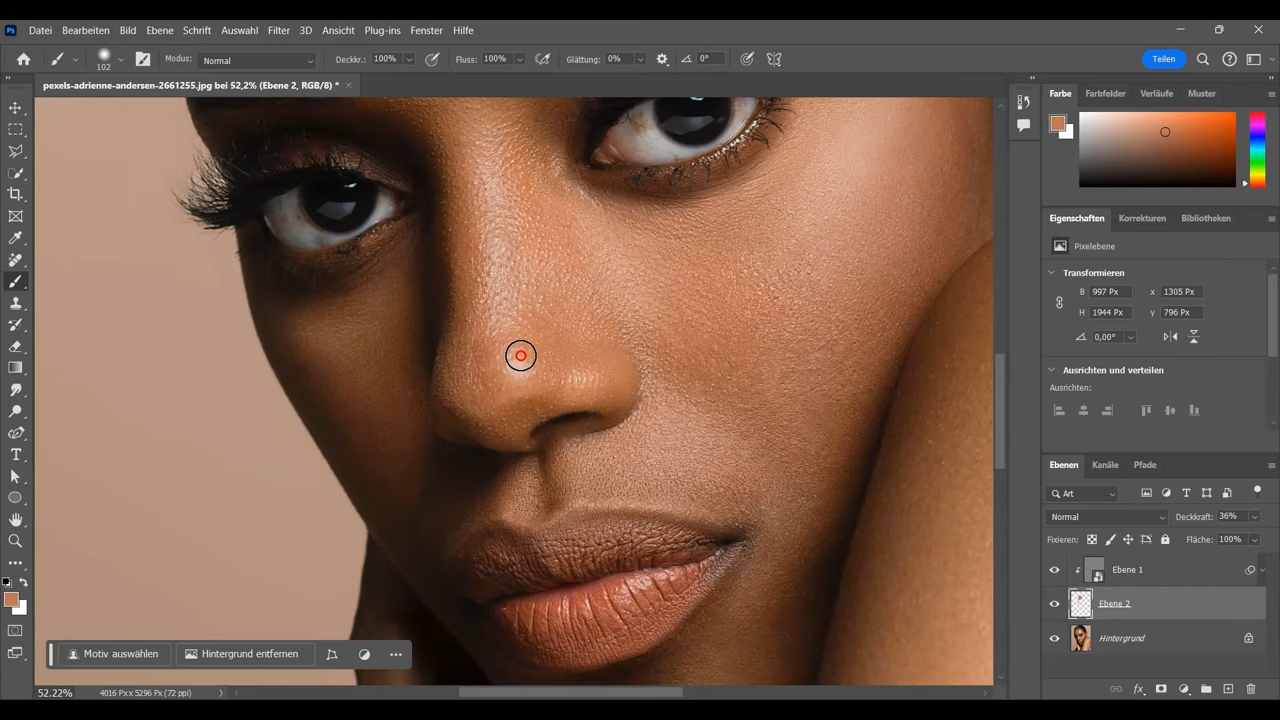 Ps Datei Bearbeiten Bild Ebene Schrift Auswahl Filter 3D Ansicht Plug-ins Fenster Hilfe
102 Modus: Normal Deckkr.: 100% Fluss: 100% Glättung: 0% 0° Teilen
pexels-adrienne-andersen-2661255.jpg bei 52,2% (Ebene 2, RGB/8) *
Farbe Farbfelder Verläufe Muster
Eigenschaften Korrekturen Bibliotheken
Pixelebene
Transformieren
B 997 Px x 1305 Px
H 1944 Px y 796 Px
0,00°
Ausrichten und verteilen
Ausrichten:
Ebenen Kanäle Pfade
Art
Normal Deckkraft: 36%
Fixieren: Fläche: 100%
Ebene 1
Ebene 2
Hintergrund
Motiv auswählen Hintergrund entfernen
52.22% 4016 Px x 5296 Px (72 ppi)